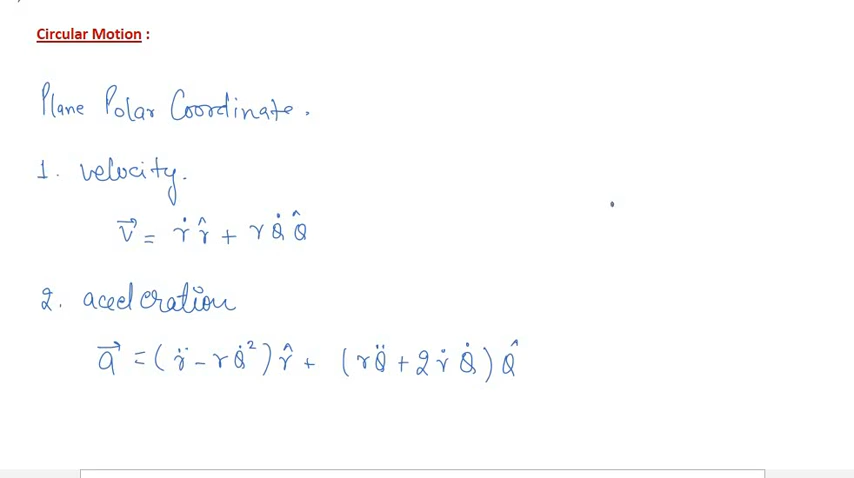 Circular Motion :
Plane Polar Coordinate.
1. velocity.
v⃗ = ṙ r̂ + r θ̇ θ̂
2. acceleration
a⃗ = ( r̈ - r θ̇² ) r̂ + ( r θ̈ + 2 ṙ θ̇ ) θ̂